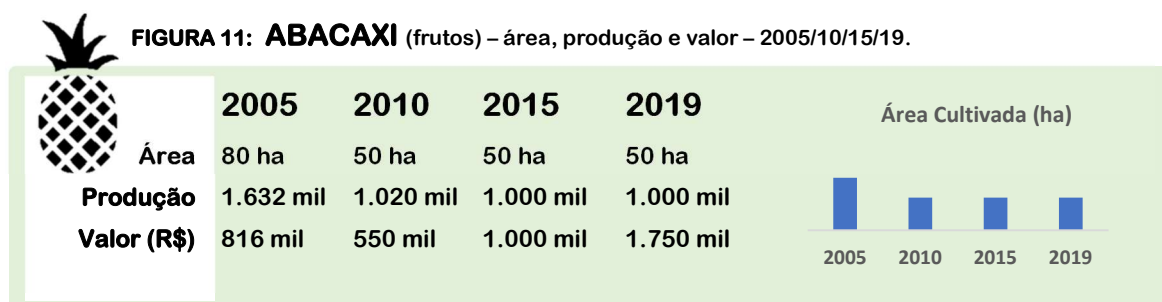 FIGURA 11: ABACAXI (frutos) – área, produção e valor – 2005/10/15/19.
2005 2010 2015 2019
Área 80 ha 50 ha 50 ha 50 ha
Produção 1.632 mil 1.020 mil 1.000 mil 1.000 mil
Valor (R$) 816 mil 550 mil 1.000 mil 1.750 mil
Área Cultivada (ha)
2005 2010 2015 2019